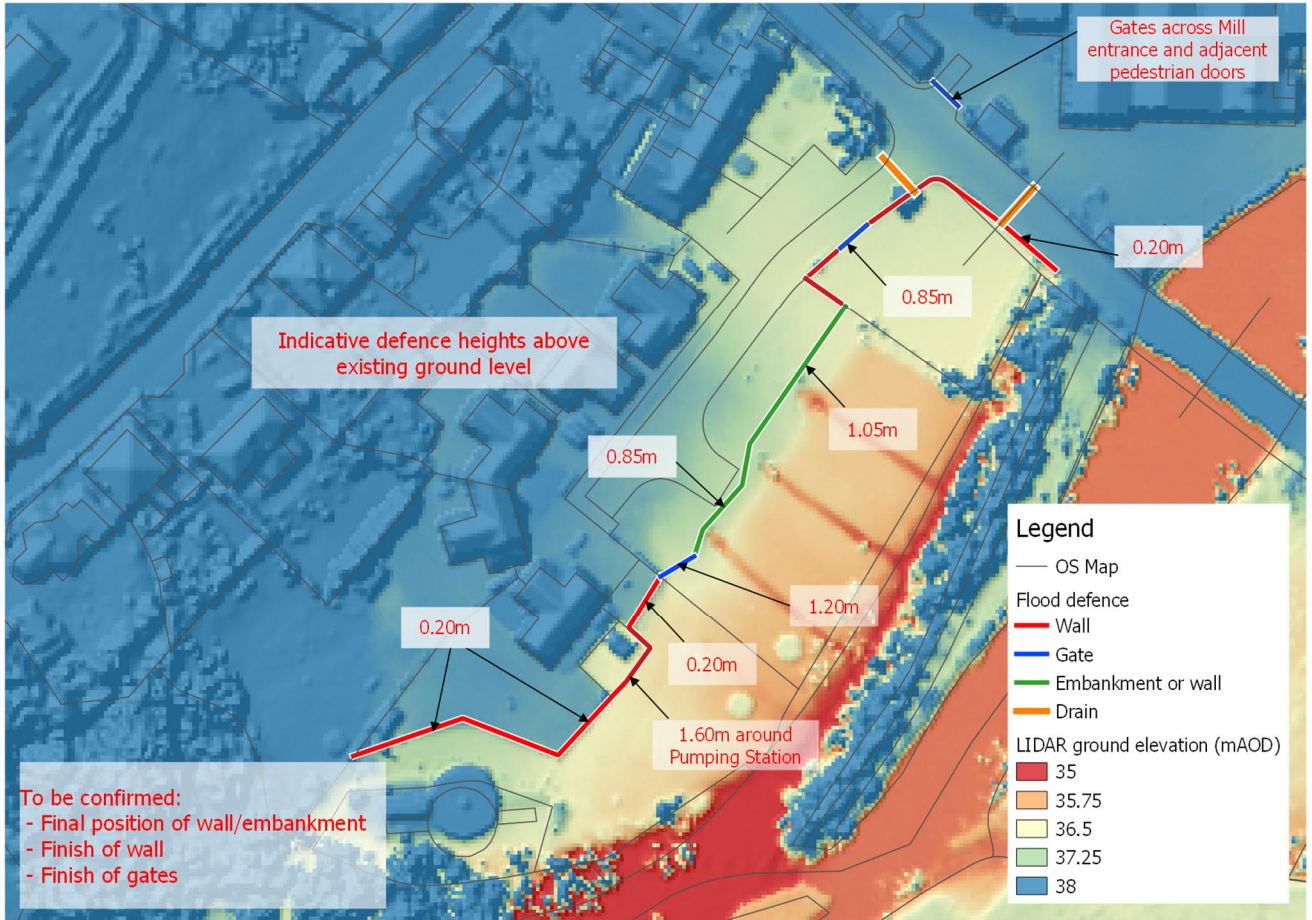 Gates across Mill
entrance and adjacent
pedestrian doors
0.20m
0.85m
Indicative defence heights above
existing ground level
1.05m
0.85m
1.20m
0.20m
0.20m
1.60m around
Pumping Station
To be confirmed:
- Final position of wall/embankment
- Finish of wall
- Finish of gates
Legend
OS Map
Flood defence
Wall
Gate
Embankment or wall
Drain
LIDAR ground elevation (mAOD)
35
35.75
36.5
37.25
38